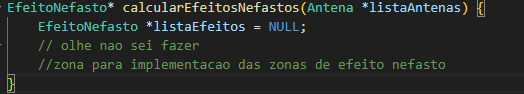 EfeitoNefasto* calcularEfeitosNefastos(Antena *listaAntenas) {
    EfeitoNefasto *listaEfeitos = NULL;
    // olhe nao sei fazer
    //zona para implementacao das zonas de efeito nefasto
}